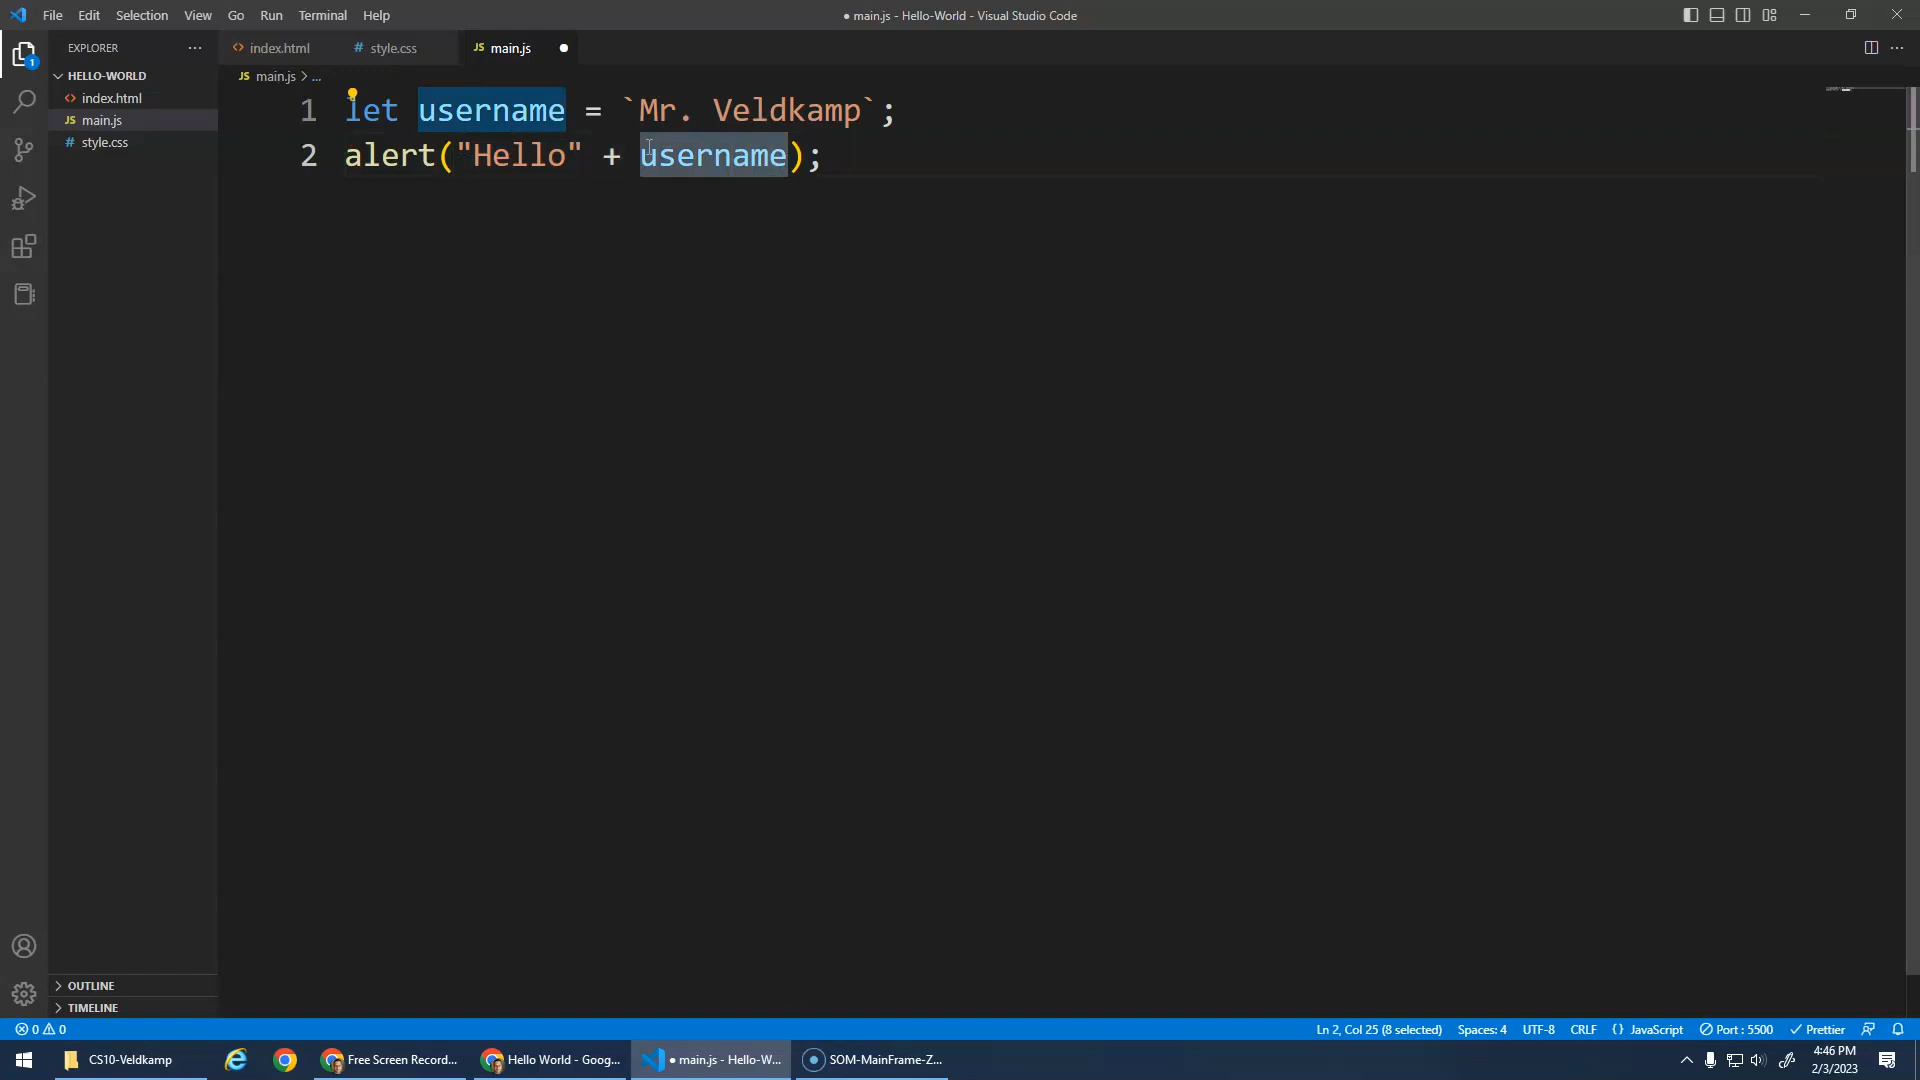 File Edit Selection View Go Run Terminal Help
● main.js - Hello-World - Visual Studio Code
EXPLORER
index.html
style.css
JS main.js
1
HELLO-WORLD
index.html
JS main.js
style.css
JS main.js > ...
1 let username = `Mr. Veldkamp`;
2 alert("Hello" + username);
OUTLINE
TIMELINE
0 0
Ln 2, Col 25 (8 selected) Spaces: 4 UTF-8 CRLF {} JavaScript Port : 5500 Prettier
CS10-Veldkamp
Free Screen Record...
Hello World - Goog...
● main.js - Hello-W...
SOM-MainFrame-Z...
4:46 PM
2/3/2023